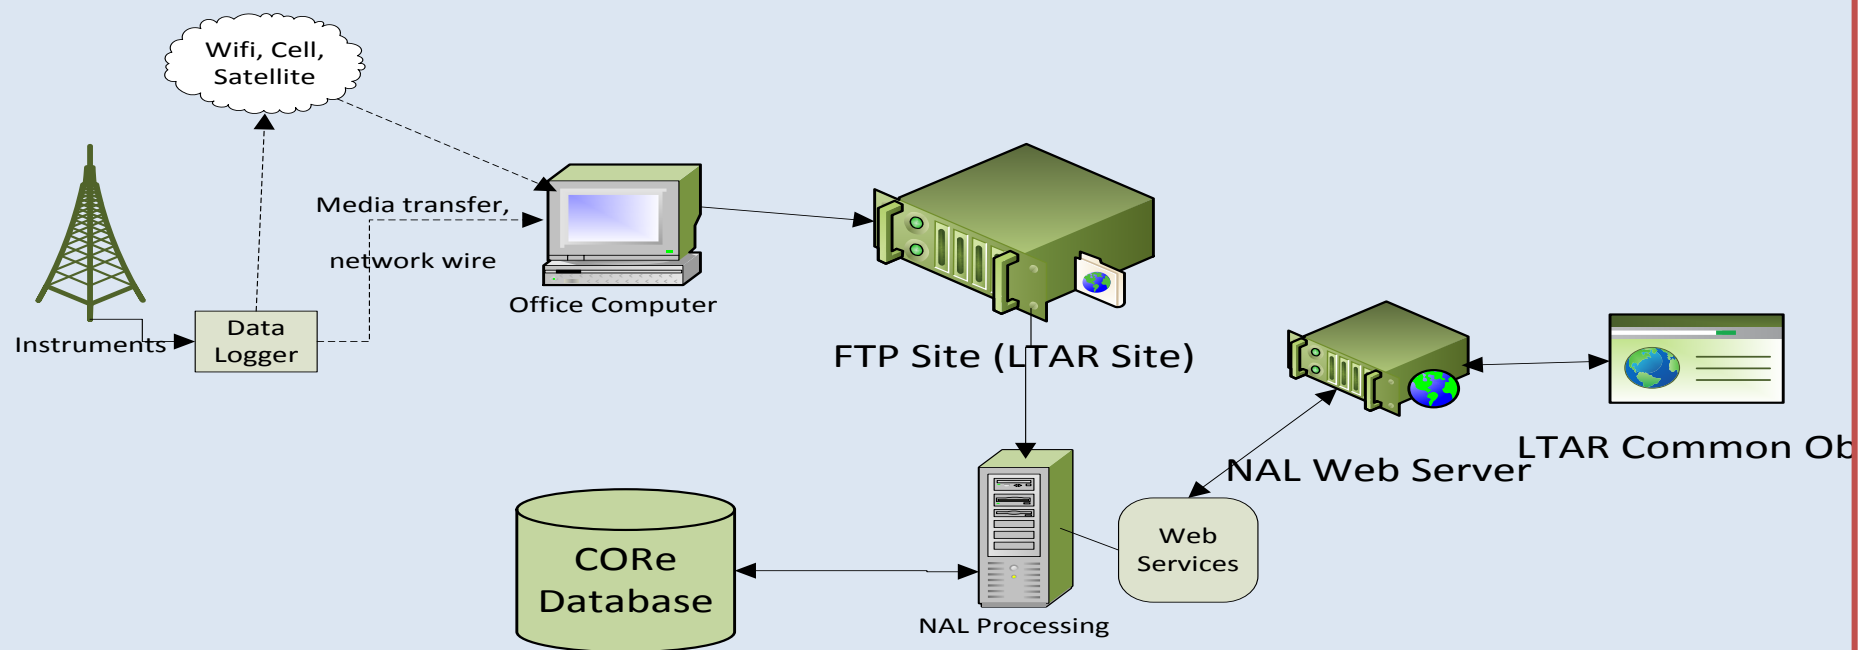 Wifi, Cell,
Satellite
Media transfer,
network wire
Office Computer
Instruments
Data
Logger
FTP Site (LTAR Site)
LTAR Common Ob
NAL Web Server
Web
Services
CORe
Database
NAL Processing